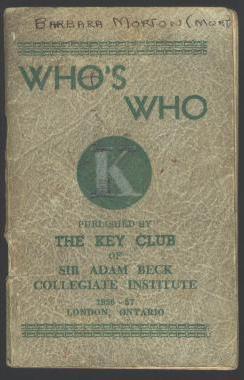 BARBARA MORTON (MORT
WHO'S
WHO
K
PUBLISHED BY
THE KEY CLUB
OF
SIR ADAM BECK
COLLEGIATE INSTITUTE
1956-57
LONDON, ONTARIO